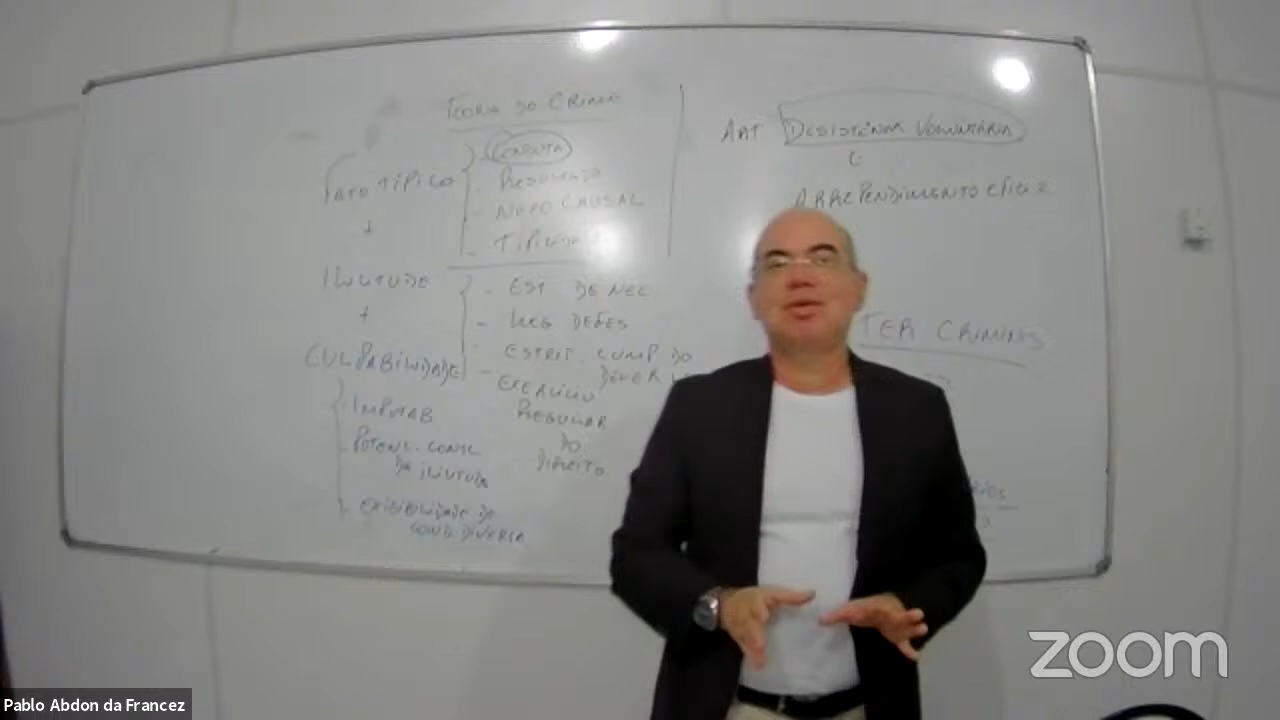 TEORIA DO CRIME
FATO TÍPICO
CONDUTA
- RESULTADO
- NEXO CAUSAL
- TIPICIDA
+
ILICITUDE
- EST DE NEC
- LEG DEFES
- ESTRIT. CUMP DO
DEVER
- EXERCÍCIO
REGULAR
DO
DIREITO
+
CULPABILIDADE
IMPUTAB
POTENC. CONSC
DA ILICITUDE
EXIGIBILIDADE DE
COND. DIVERSA
ART DESISTÊNCIA VOLUNTÁRIA
ARREPENDIMENTO EFICAZ
TER CRIMINIS
Pablo Abdon da Francez
zoom